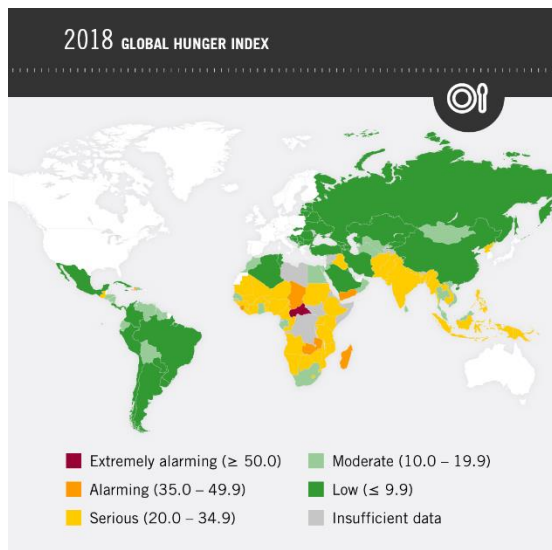 2018 GLOBAL HUNGER INDEX
Extremely alarming (≥ 50.0)
Alarming (35.0 – 49.9)
Serious (20.0 – 34.9)
Moderate (10.0 – 19.9)
Low (≤ 9.9)
Insufficient data